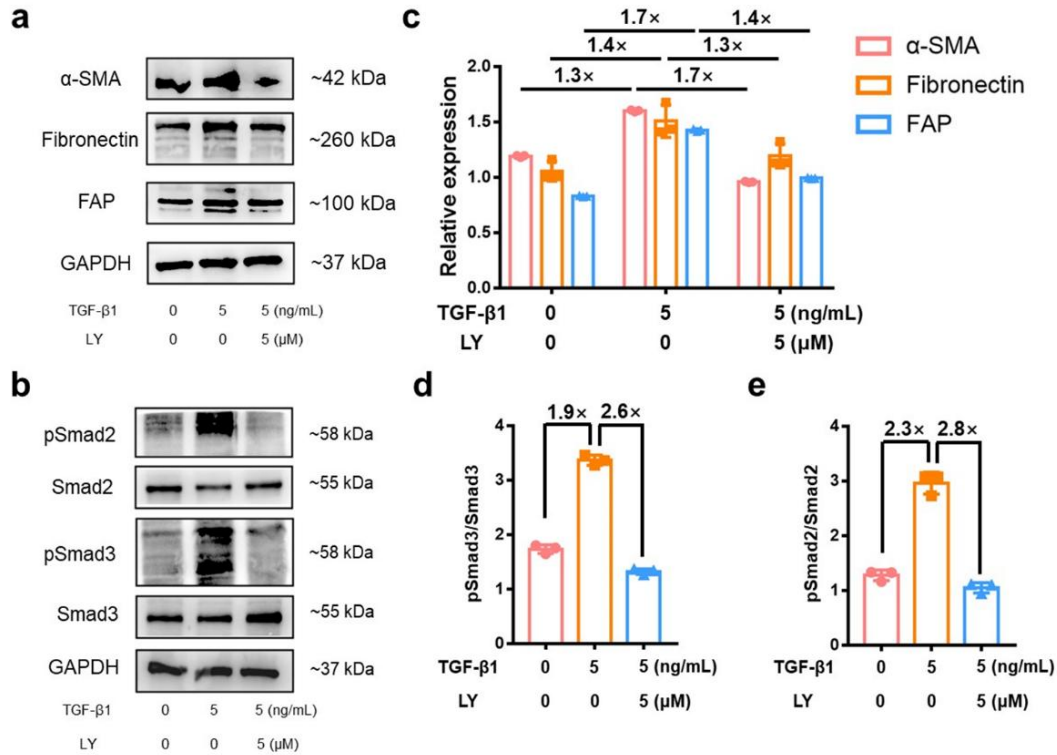 a
α-SMA ~42 kDa
Fibronectin ~260 kDa
FAP ~100 kDa
GAPDH ~37 kDa
TGF-β1 0 5 5 (ng/mL)
LY 0 0 5 (μM)
b
pSmad2 ~58 kDa
Smad2 ~55 kDa
pSmad3 ~58 kDa
Smad3 ~55 kDa
GAPDH ~37 kDa
TGF-β1 0 5 5 (ng/mL)
LY 0 0 5 (μM)
c
1.7× 1.4×
1.4× 1.3×
1.3× 1.7×
Relative expression
2.0
1.5
1.0
0.5
0.0
TGF-β1 0 5 5 (ng/mL)
LY 0 0 5 (μM)
α-SMA
Fibronectin
FAP
d
1.9× 2.6×
pSmad3/Smad3
4
3
2
1
0
TGF-β1 0 5 5 (ng/mL)
LY 0 0 5 (μM)
e
2.3× 2.8×
pSmad2/Smad2
4
3
2
1
0
TGF-β1 0 5 5 (ng/mL)
LY 0 0 5 (μM)